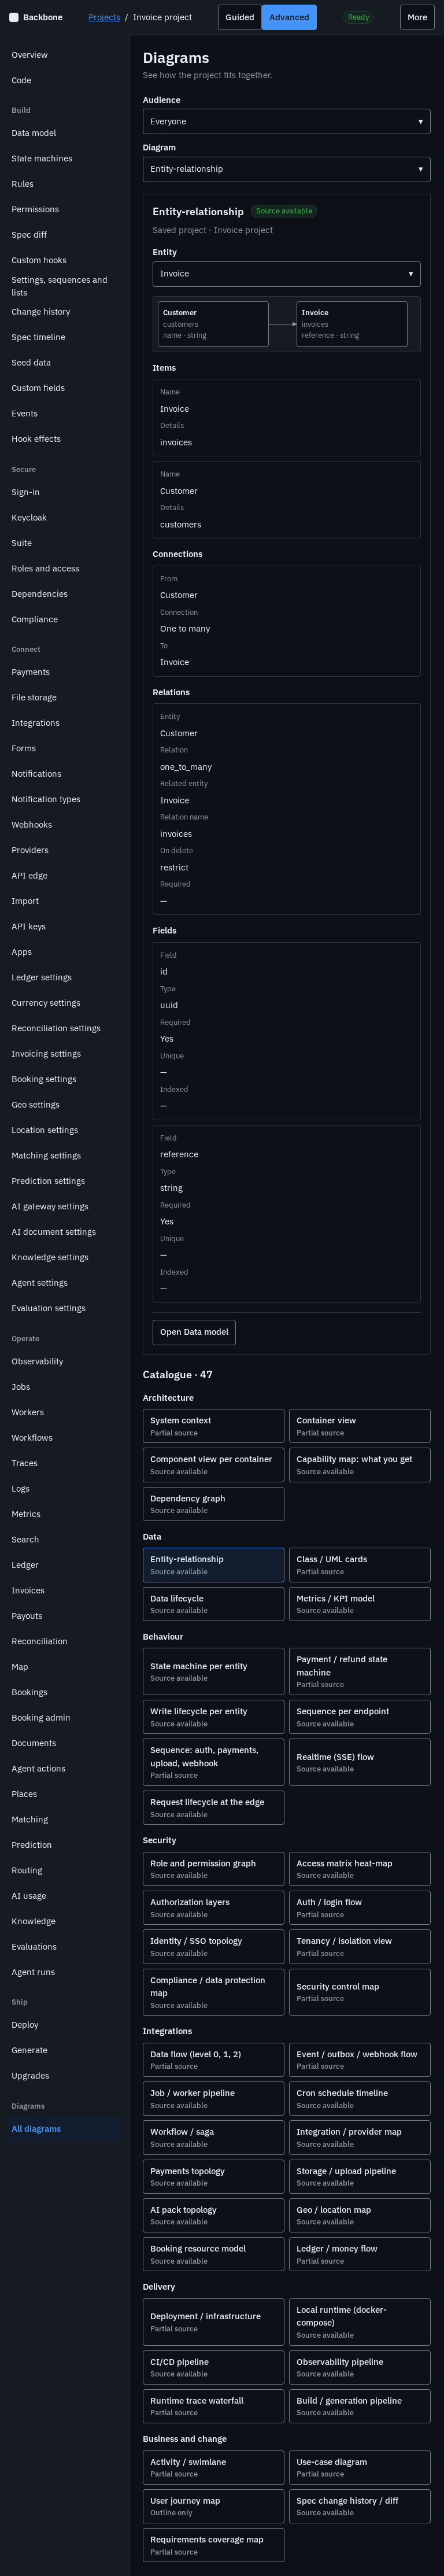 Backbone
Projects / Invoice project
Guided
Advanced
Ready
More
Overview
Code
Build
Data model
State machines
Rules
Permissions
Spec diff
Custom hooks
Settings, sequences and
lists
Change history
Spec timeline
Seed data
Custom fields
Events
Hook effects
Secure
Sign-in
Keycloak
Suite
Roles and access
Dependencies
Compliance
Connect
Payments
File storage
Integrations
Forms
Notifications
Notification types
Webhooks
Providers
API edge
Import
API keys
Apps
Ledger settings
Currency settings
Reconciliation settings
Invoicing settings
Booking settings
Geo settings
Location settings
Matching settings
Prediction settings
AI gateway settings
AI document settings
Knowledge settings
Agent settings
Evaluation settings
Operate
Observability
Jobs
Workers
Workflows
Traces
Logs
Metrics
Search
Ledger
Invoices
Payouts
Reconciliation
Map
Bookings
Booking admin
Documents
Agent actions
Places
Matching
Prediction
Routing
AI usage
Knowledge
Evaluations
Agent runs
Ship
Deploy
Generate
Upgrades
Diagrams
All diagrams
Diagrams
See how the project fits together.
Audience
Everyone
Diagram
Entity-relationship
Entity-relationship
Source available
Saved project · Invoice project
Entity
Invoice
Customer
customers
name · string
Invoice
invoices
reference · string
Items
Name
Invoice
Details
invoices
Name
Customer
Details
customers
Connections
From
Customer
Connection
One to many
To
Invoice
Relations
Entity
Customer
Relation
one_to_many
Related entity
Invoice
Relation name
invoices
On delete
restrict
Required
—
Fields
Field
id
Type
uuid
Required
Yes
Unique
—
Indexed
—
Field
reference
Type
string
Required
Yes
Unique
—
Indexed
—
Open Data model
Catalogue · 47
Architecture
System context
Partial source
Container view
Partial source
Component view per container
Source available
Capability map: what you get
Source available
Dependency graph
Source available
Data
Entity-relationship
Source available
Class / UML cards
Partial source
Data lifecycle
Source available
Metrics / KPI model
Source available
Behaviour
State machine per entity
Source available
Payment / refund state
machine
Partial source
Write lifecycle per entity
Source available
Sequence per endpoint
Source available
Sequence: auth, payments,
upload, webhook
Partial source
Realtime (SSE) flow
Source available
Request lifecycle at the edge
Source available
Security
Role and permission graph
Source available
Access matrix heat-map
Source available
Authorization layers
Source available
Auth / login flow
Partial source
Identity / SSO topology
Source available
Tenancy / isolation view
Partial source
Compliance / data protection
map
Source available
Security control map
Partial source
Integrations
Data flow (level 0, 1, 2)
Partial source
Event / outbox / webhook flow
Partial source
Job / worker pipeline
Source available
Cron schedule timeline
Source available
Workflow / saga
Source available
Integration / provider map
Source available
Payments topology
Source available
Storage / upload pipeline
Source available
AI pack topology
Source available
Geo / location map
Source available
Booking resource model
Source available
Ledger / money flow
Partial source
Delivery
Deployment / infrastructure
Partial source
Local runtime (docker-
compose)
Source available
CI/CD pipeline
Source available
Observability pipeline
Source available
Runtime trace waterfall
Partial source
Build / generation pipeline
Source available
Business and change
Activity / swimlane
Partial source
Use-case diagram
Partial source
User journey map
Outline only
Spec change history / diff
Source available
Requirements coverage map
Partial source